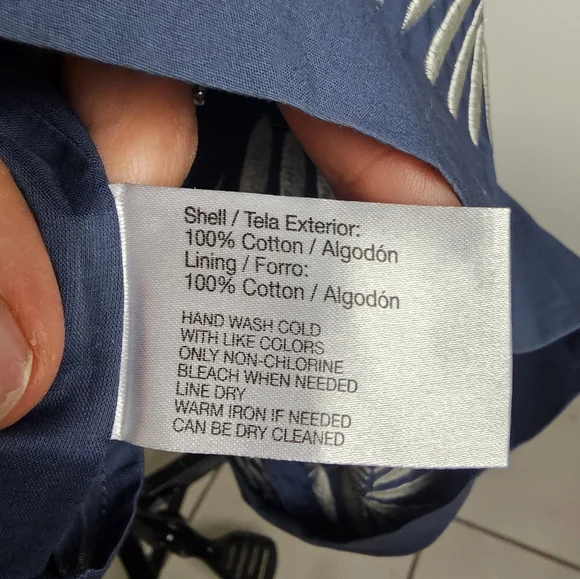 Shell / Tela Exterior:
100% Cotton / Algodón
Lining / Forro:
100% Cotton / Algodón
HAND WASH COLD
WITH LIKE COLORS
ONLY NON-CHLORINE
BLEACH WHEN NEEDED
LINE DRY
WARM IRON IF NEEDED
CAN BE DRY CLEANED